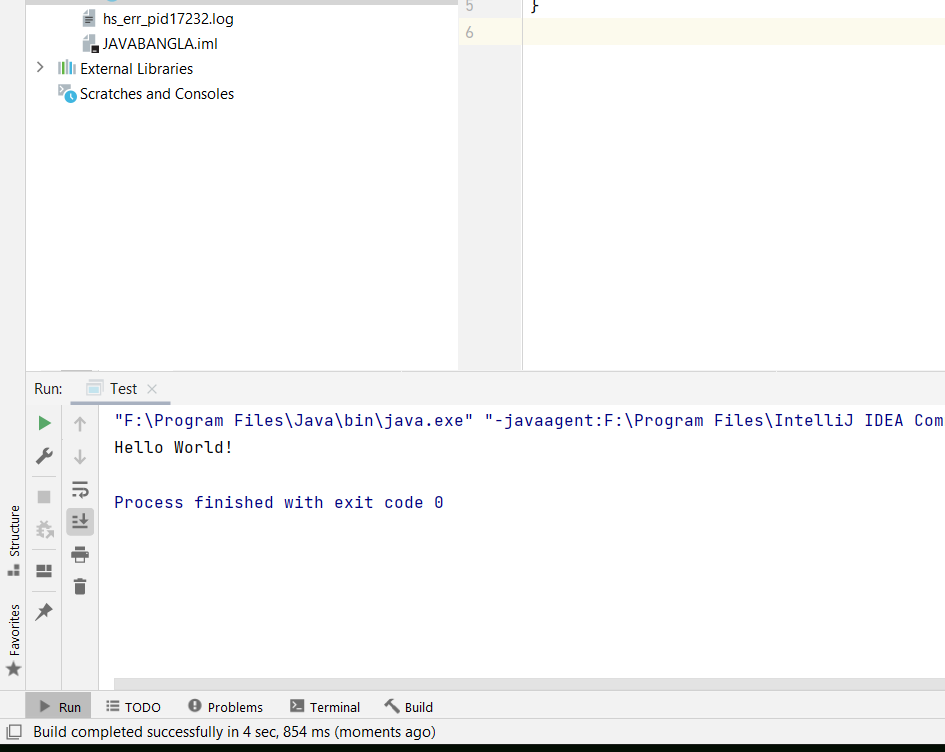 5 }
hs_err_pid17232.log
6
JAVABANGLA.iml
External Libraries
Scratches and Consoles
Run: Test
"F:\Program Files\Java\bin\java.exe" "-javaagent:F:\Program Files\IntelliJ IDEA Com
Hello World!
Process finished with exit code 0
Structure
Favorites
Run TODO Problems Terminal Build
Build completed successfully in 4 sec, 854 ms (moments ago)